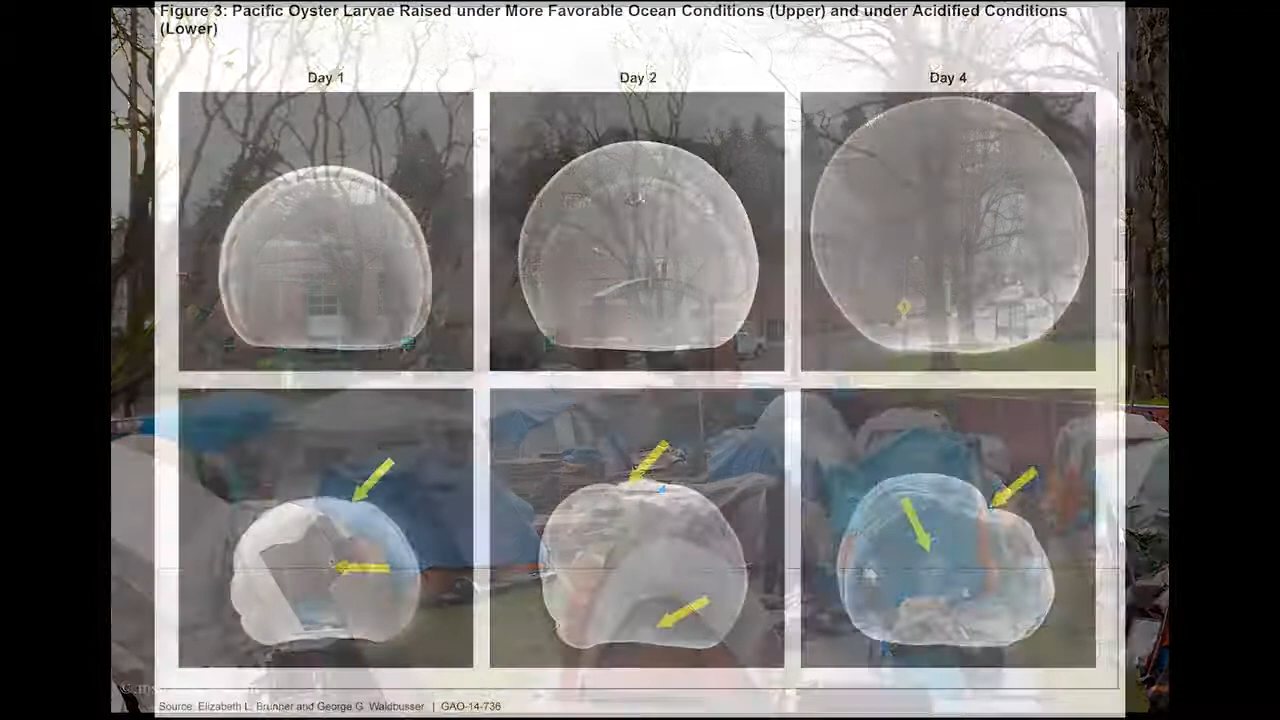 Figure 3: Pacific Oyster Larvae Raised under More Favorable Ocean Conditions (Upper) and under Acidified Conditions
(Lower)
Day 1
Day 2
Day 4
Source: Elizabeth L. Brunner and George G. Waldbusser | GAO-14-736